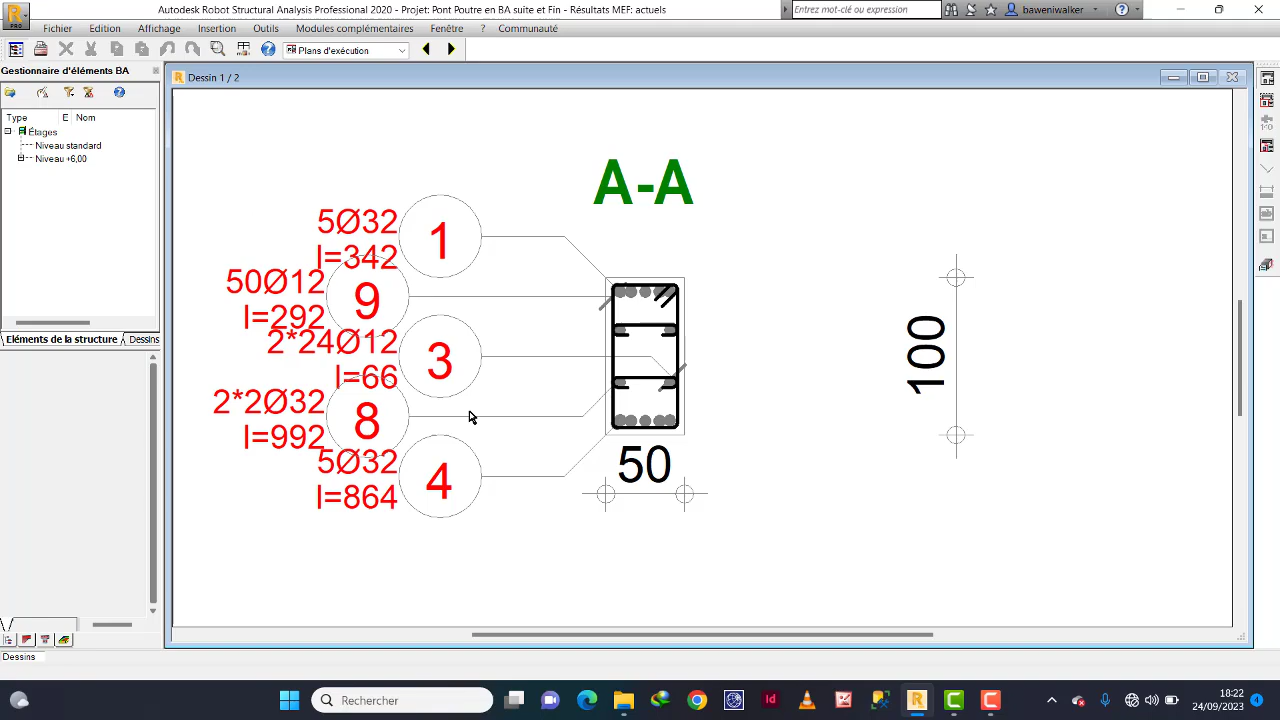 PRO
Autodesk Robot Structural Analysis Professional 2020 - Projet: Pont Poutre en BA suite et Fin - Résultats MEF: actuels
Entrez mot-clé ou expression
baweniwalker
Fichier Edition Affichage Insertion Outils Modules complémentaires Fenêtre ? Communauté
Plans d'exécution
Gestionnaire d'éléments BA
Type E Nom
Étages
Niveau standard
Niveau +6,00
Eléments de la structure Dessins
Dessin 1 / 2
A-A
5Ø32
l=342
1
50Ø12
l=292
9
2*24Ø12
l=66
3
2*2Ø32
l=992
8
5Ø32
l=864
4
50
100
Dessins
Rechercher
18:22
24/09/2023